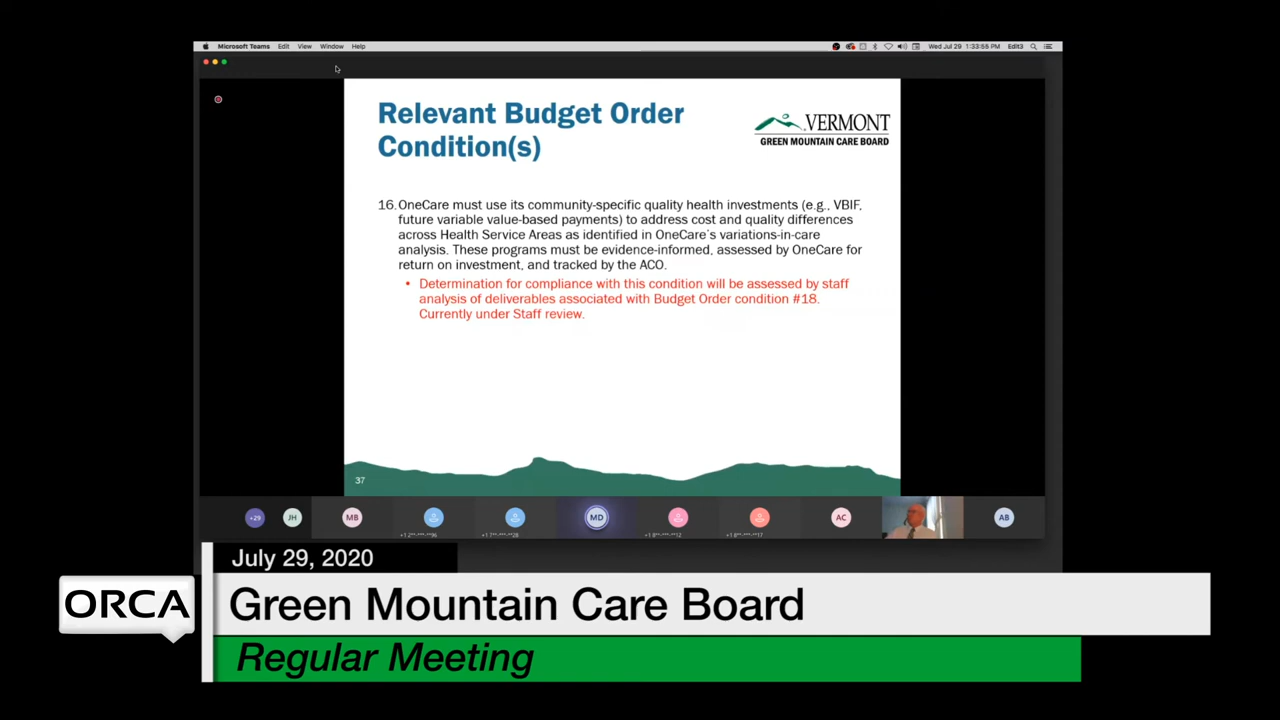 Microsoft Teams Edit View Window Help
Wed Jul 29 1:33:58 PM Edit3
Relevant Budget Order
Condition(s)
VERMONT
GREEN MOUNTAIN CARE BOARD
16. OneCare must use its community-specific quality health investments (e.g., VBIF,
future variable value-based payments) to address cost and quality differences
across Health Service Areas as identified in OneCare's variations-in-care
analysis. These programs must be evidence-informed, assessed by OneCare for
return on investment, and tracked by the ACO.
• Determination for compliance with this condition will be assessed by staff
analysis of deliverables associated with Budget Order condition #18.
Currently under Staff review.
37
+29 JH MB MD AC AB
July 29, 2020
ORCA
Green Mountain Care Board
Regular Meeting